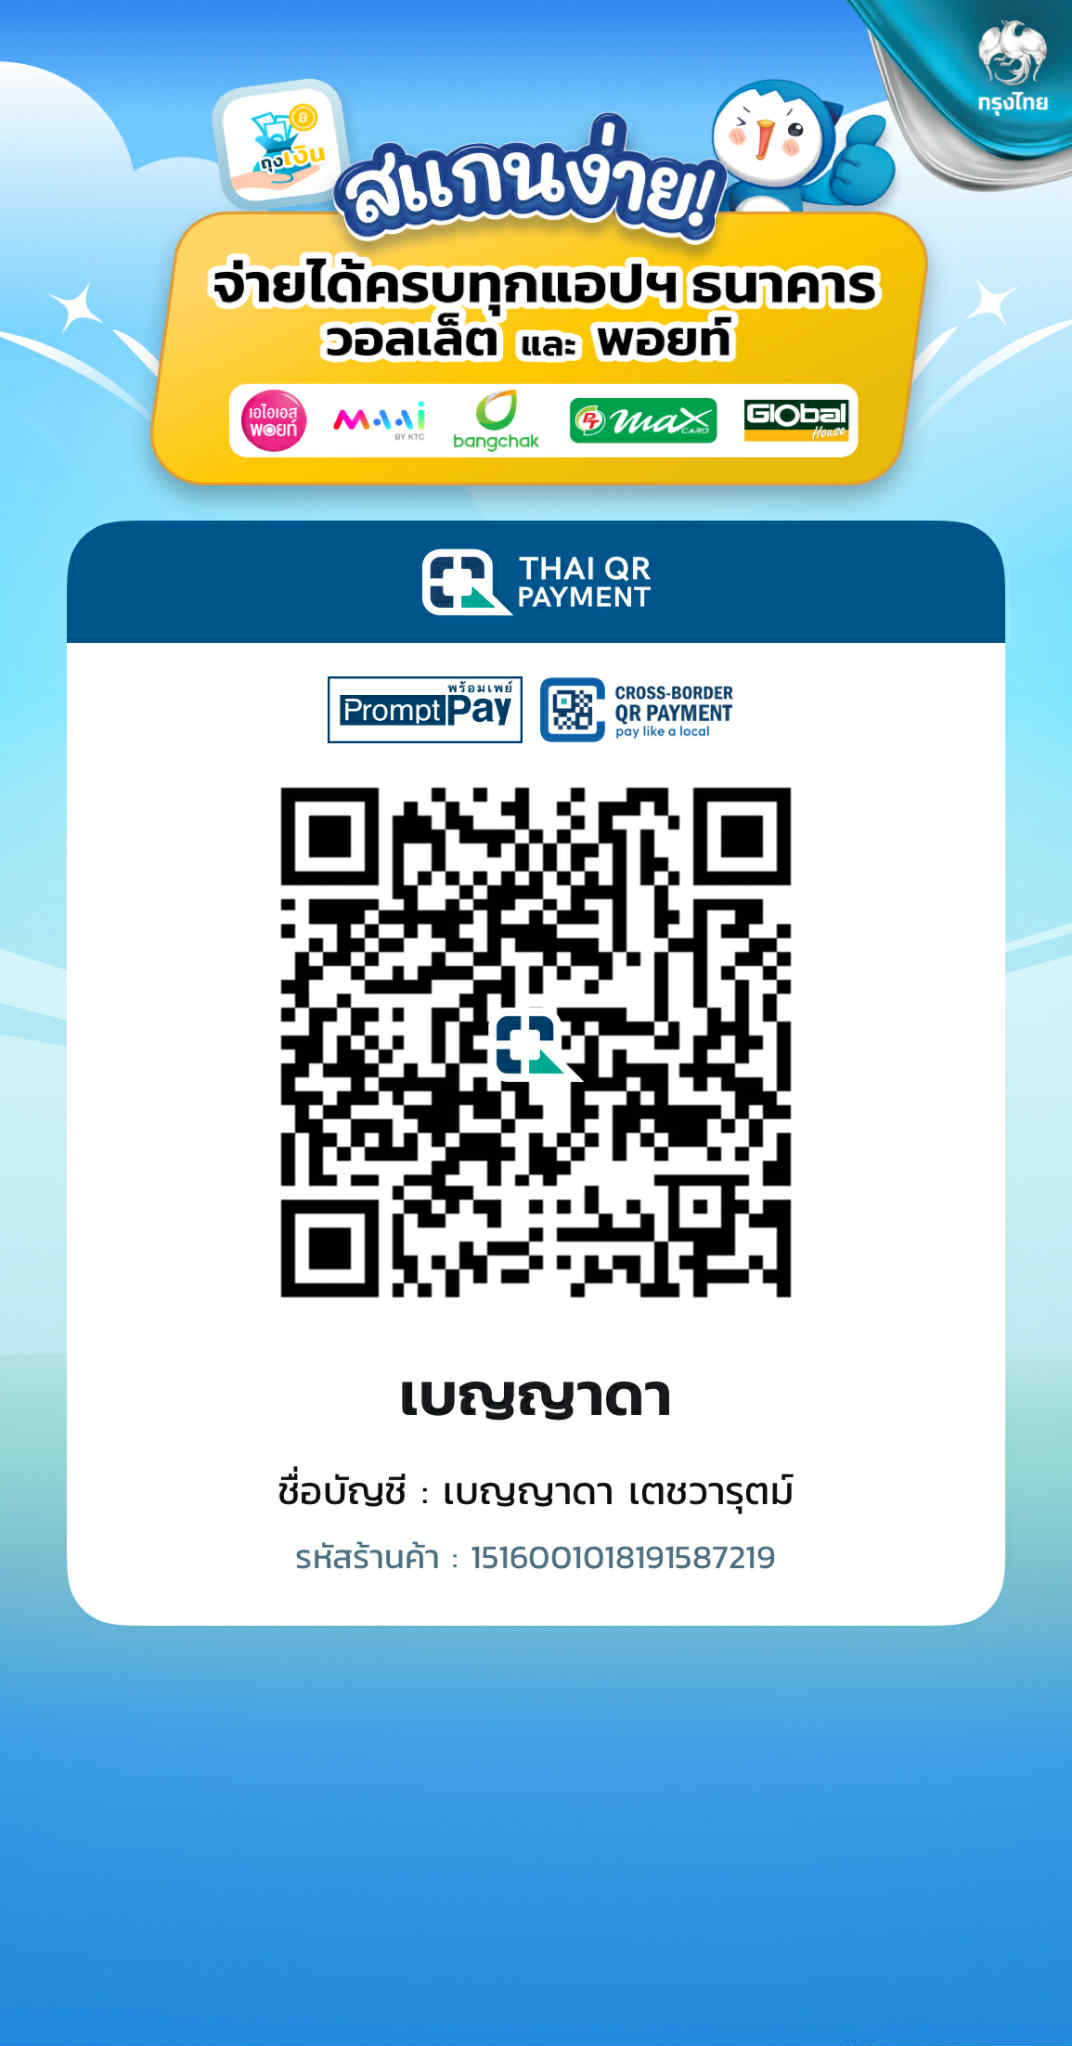 กรุงไทย
ถุงเงิน
สแกนง่าย!
จ่ายได้ครบทุกแอปฯ ธนาคาร
วอลเล็ต และ พอยท์
เอไอเอส
พอยท์
MAAI
BY KTC
bangchak
PT max CARD
Global
House
THAI QR
PAYMENT
พร้อมเพย์
PromptPay
CROSS-BORDER
QR PAYMENT
pay like a local
เบญญาดา
ชื่อบัญชี : เบญญาดา เตชวารุตม์
รหัสร้านค้า : 1516001018191587219